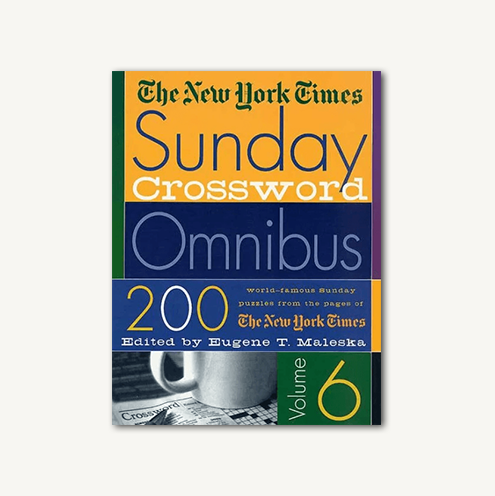 The New York Times
Sunday
Crossword
Omnibus
200
world-famous Sunday
puzzles from the pages of
The New York Times
Edited by Eugene T. Maleska
Crossword
Volume 6